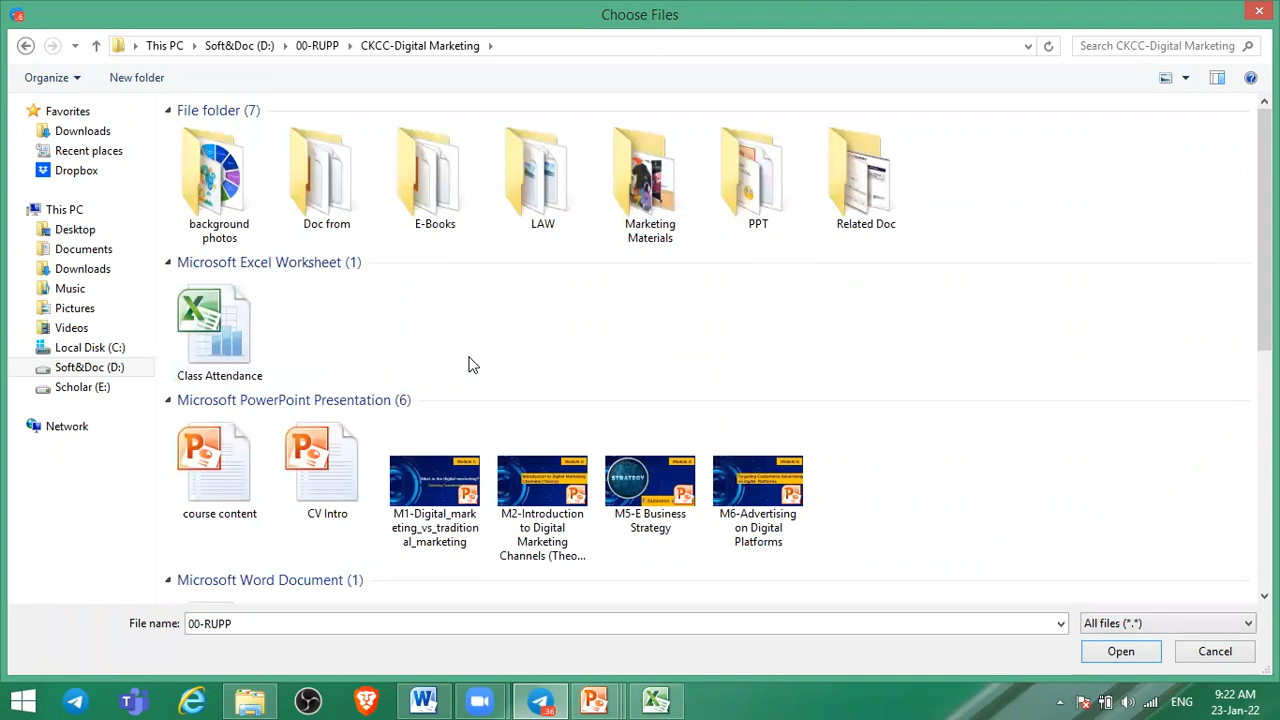 Choose Files
This PC
Soft&Doc (D:)
00-RUPP
CKCC-Digital Marketing
Search CKCC-Digital Marketing
Organize
New folder
Favorites
Downloads
Recent places
Dropbox
This PC
Desktop
Documents
Downloads
Music
Pictures
Videos
Local Disk (C:)
Soft&Doc (D:)
Scholar (E:)
Network
File folder (7)
background
photos
Doc from
E-Books
LAW
Marketing
Materials
PPT
Related Doc
Microsoft Excel Worksheet (1)
Class Attendance
Microsoft PowerPoint Presentation (6)
course content
CV Intro
STRATEGY
M1-Digital_mark
eting_vs_tradition
al_marketing
M2-Introduction
to Digital
Marketing
Channels (Theo...
M5-E Business
Strategy
M6-Advertising
on Digital
Platforms
Microsoft Word Document (1)
File name:
00-RUPP
All files (*.*)
Open
Cancel
36
ENG
9:22 AM
23-Jan-22